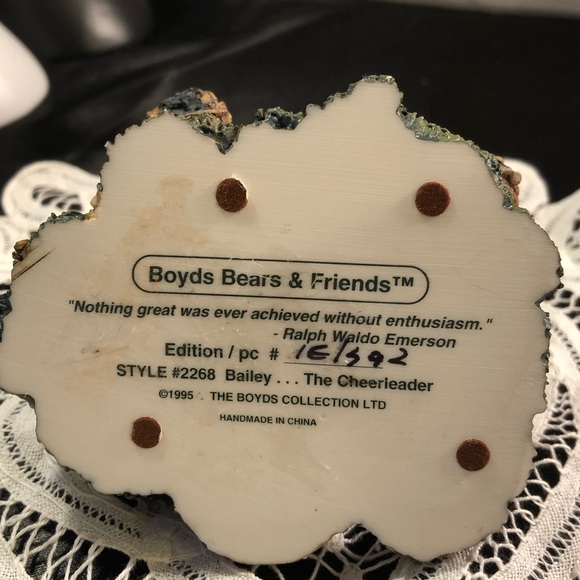 Boyds Bears & Friends™
"Nothing great was ever achieved without enthusiasm."
- Ralph Waldo Emerson
Edition / pc # 1E/392
STYLE #2268 Bailey . . . The Cheerleader
©1995 THE BOYDS COLLECTION LTD
HANDMADE IN CHINA